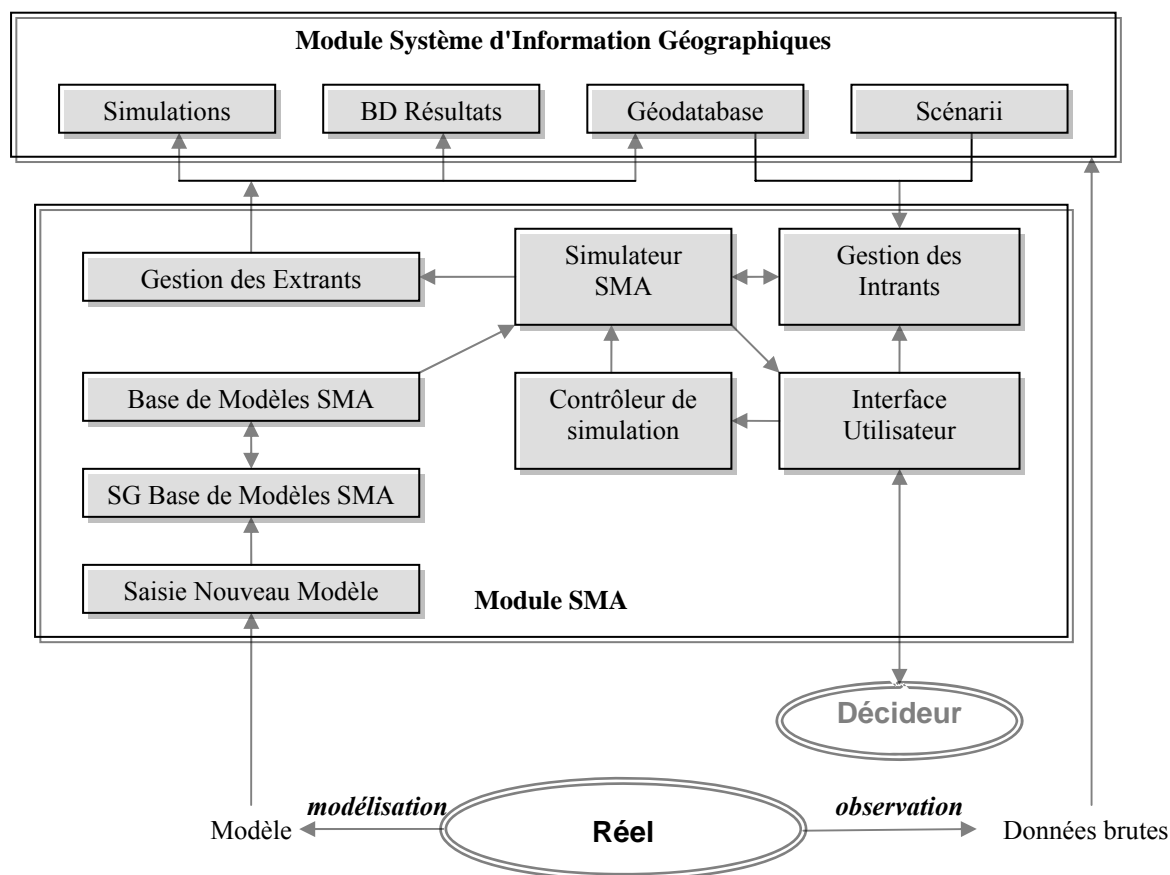 Module Système d'Information Géographiques
Simulations
BD Résultats
Géodatabase
Scénarii
Gestion des Extrants
Simulateur
SMA
Gestion des
Intrants
Base de Modèles SMA
Contrôleur de
simulation
Interface
Utilisateur
SG Base de Modèles SMA
Saisie Nouveau Modèle
Module SMA
Décideur
modélisation
observation
Modèle
Réel
Données brutes